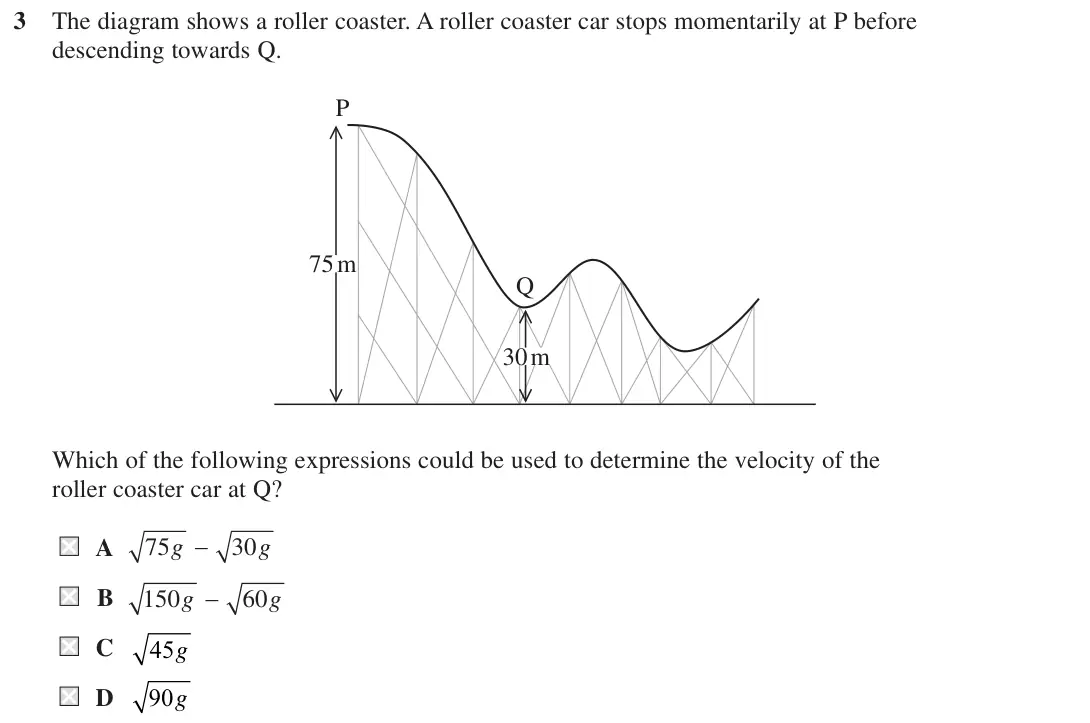 3 The diagram shows a roller coaster. A roller coaster car stops momentarily at P before
descending towards Q.
P
75 m
Q
30 m
Which of the following expressions could be used to determine the velocity of the
roller coaster car at Q?
A √75g – √30g
B √150g – √60g
C √45g
D √90g